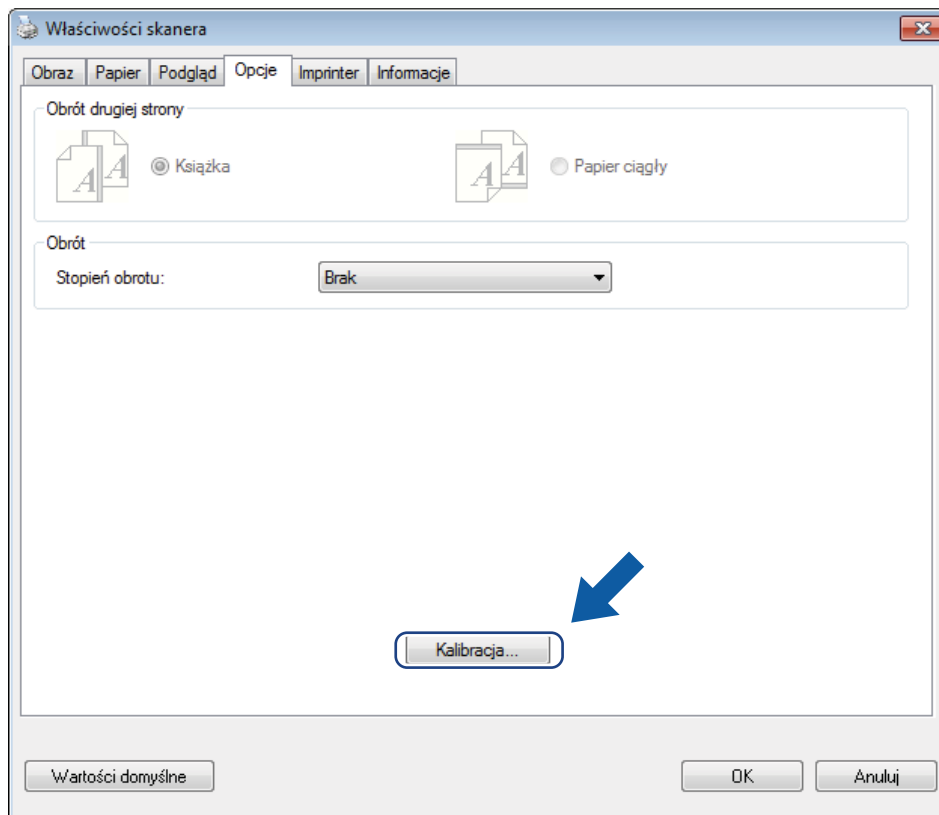 Właściwości skanera
Obraz Papier Podgląd Opcje Imprinter Informacje
Obrót drugiej strony
A A Książka A A Papier ciągły
Obrót
Stopień obrotu: Brak
Kalibracja...
Wartości domyślne OK Anuluj